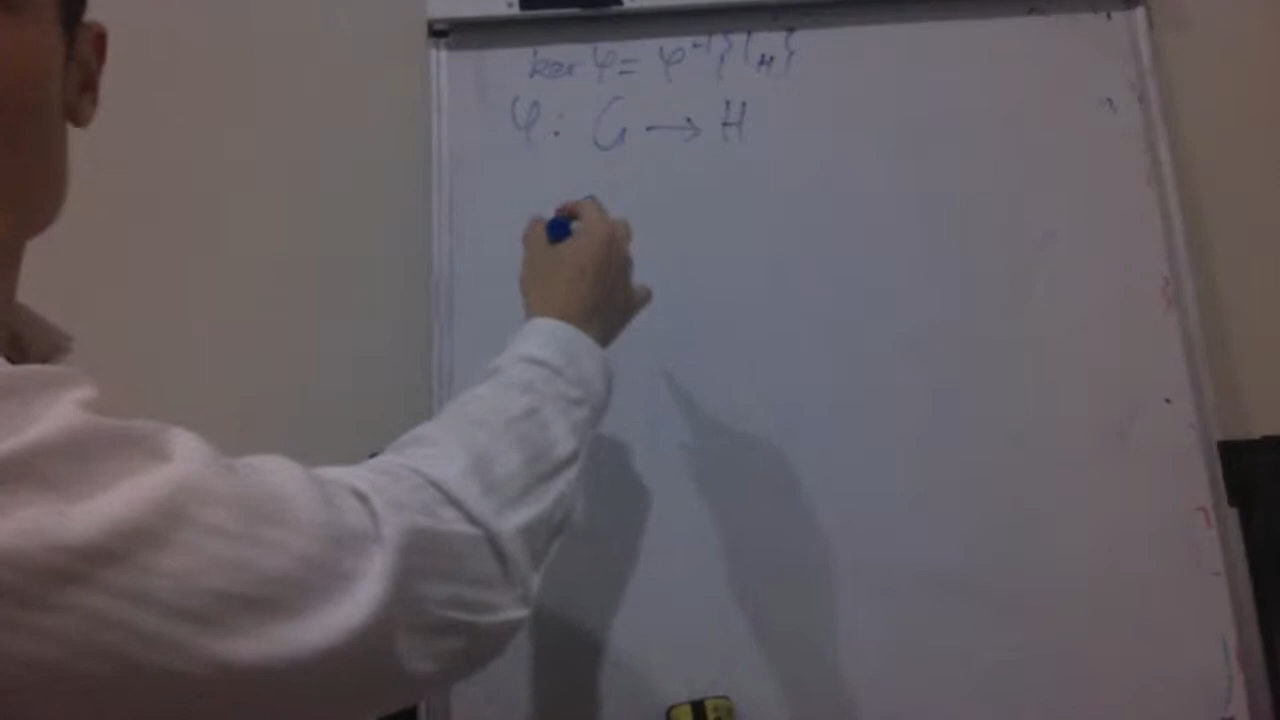 ker φ = φ⁻¹{1_H}
φ: G → H